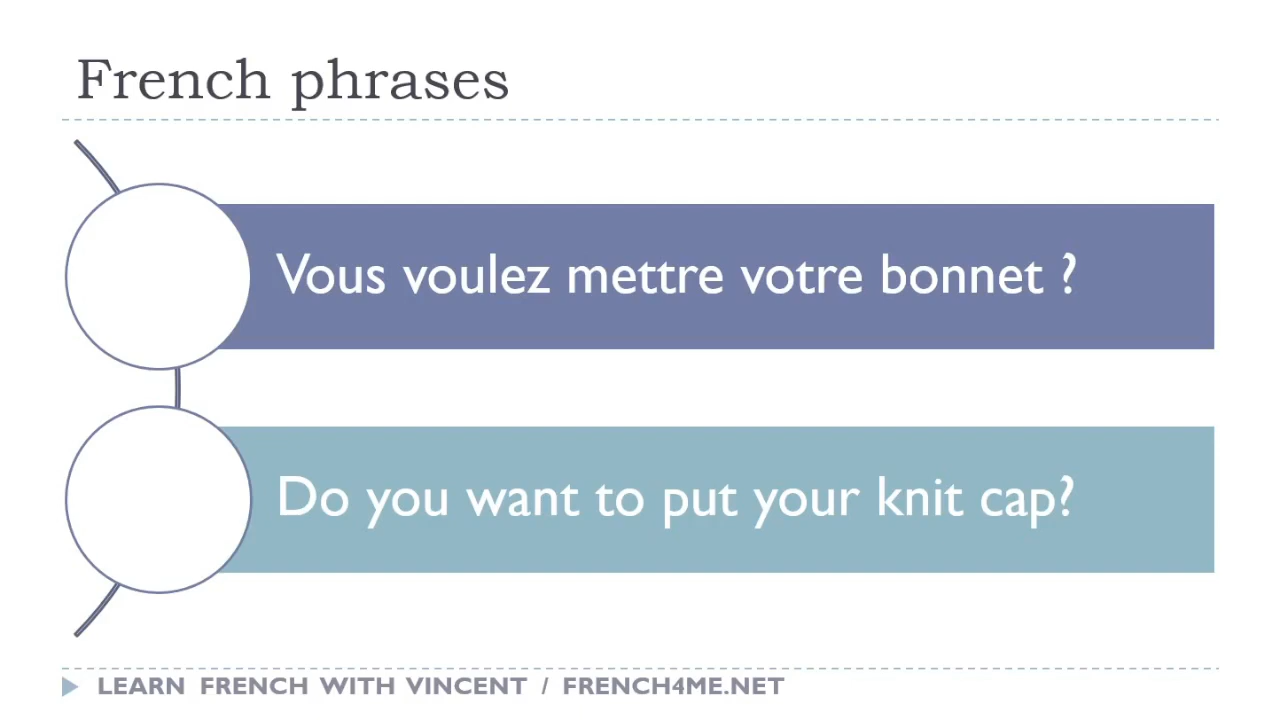 French phrases
Vous voulez mettre votre bonnet ?
Do you want to put your knit cap?
LEARN FRENCH WITH VINCENT / FRENCH4ME.NET